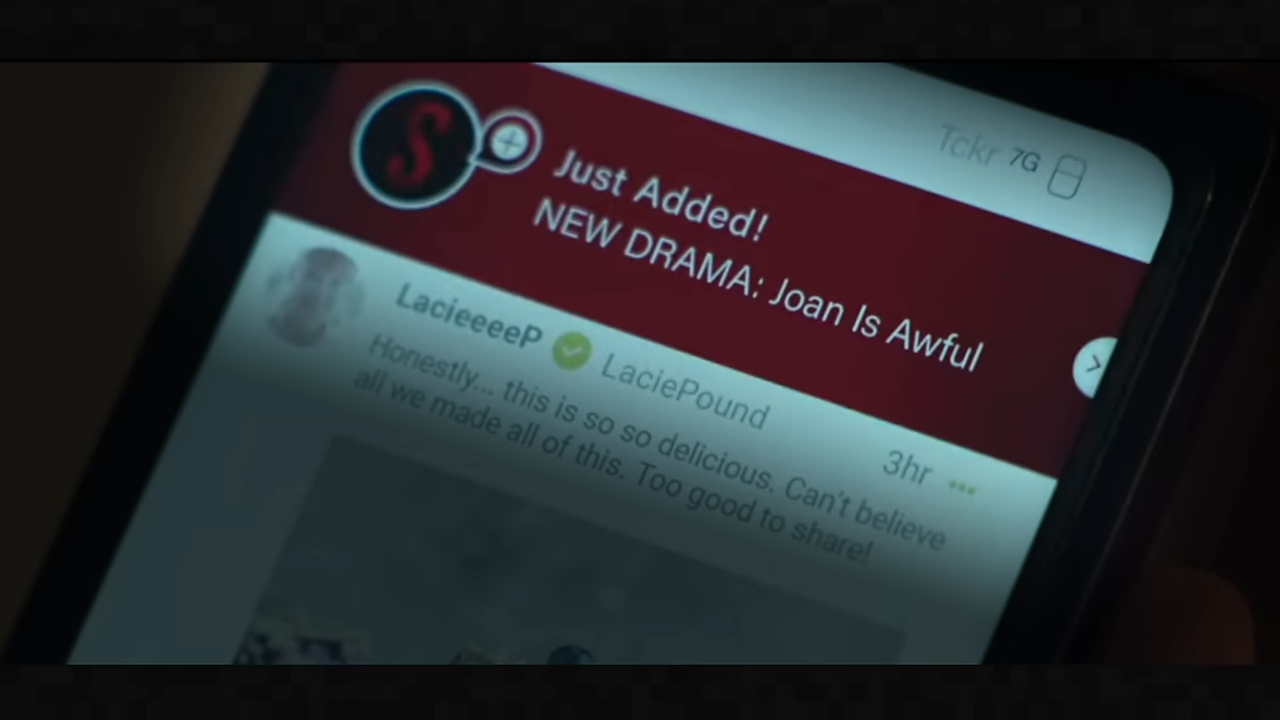 Tckr 7G
S
Just Added!
NEW DRAMA: Joan Is Awful
LacieeeeP LaciePound
3hr
Honestly... this is so so delicious. Can't believe
all we made all of this. Too good to share!